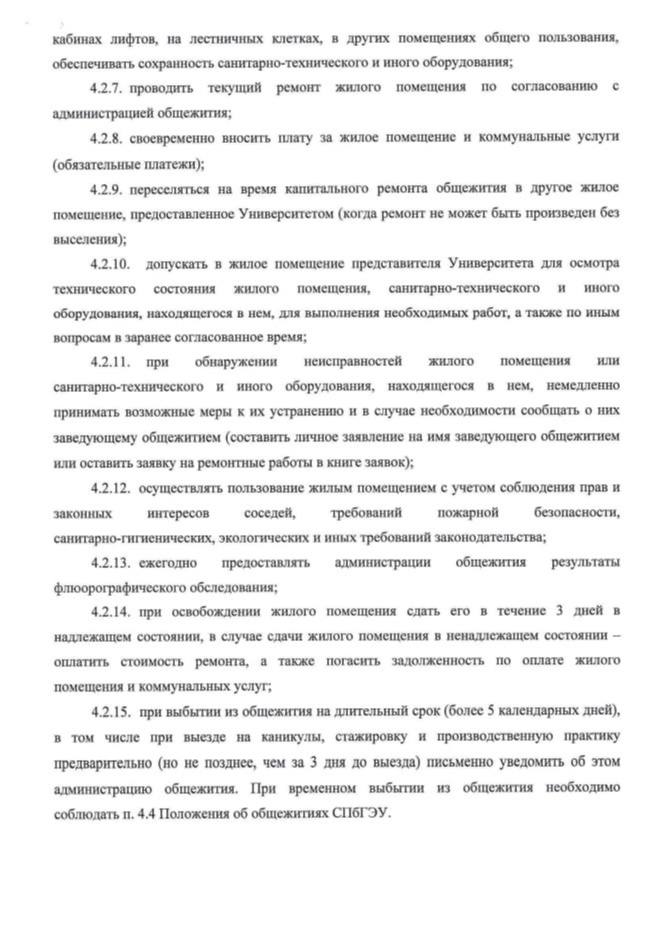 кабинах лифтов, на лестничных клетках, в других помещениях общего пользования,
обеспечивать сохранность санитарно-технического и иного оборудования;
4.2.7. проводить текущий ремонт жилого помещения по согласованию с
администрацией общежития;
4.2.8. своевременно вносить плату за жилое помещение и коммунальные услуги
(обязательные платежи);
4.2.9. переселяться на время капитального ремонта общежития в другое жилое
помещение, предоставленное Университетом (когда ремонт не может быть произведен без
выселения);
4.2.10. допускать в жилое помещение представителя Университета для осмотра
технического состояния жилого помещения, санитарно-технического и иного
оборудования, находящегося в нем, для выполнения необходимых работ, а также по иным
вопросам в заранее согласованное время;
4.2.11. при обнаружении неисправностей жилого помещения или
санитарно-технического и иного оборудования, находящегося в нем, немедленно
принимать возможные меры к их устранению и в случае необходимости сообщать о них
заведующему общежитием (составить личное заявление на имя заведующего общежитием
или оставить заявку на ремонтные работы в книге заявок);
4.2.12. осуществлять пользование жилым помещением с учетом соблюдения прав и
законных интересов соседей, требований пожарной безопасности,
санитарно-гигиенических, экологических и иных требований законодательства;
4.2.13. ежегодно предоставлять администрации общежития результаты
флюорографического обследования;
4.2.14. при освобождении жилого помещения сдать его в течение 3 дней в
надлежащем состоянии, в случае сдачи жилого помещения в ненадлежащем состоянии –
оплатить стоимость ремонта, а также погасить задолженность по оплате жилого
помещения и коммунальных услуг;
4.2.15. при выбытии из общежития на длительный срок (более 5 календарных дней),
в том числе при выезде на каникулы, стажировку и производственную практику
предварительно (но не позднее, чем за 3 дня до выезда) письменно уведомить об этом
администрацию общежития. При временном выбытии из общежития необходимо
соблюдать п. 4.4 Положения об общежитиях СПбГЭУ.